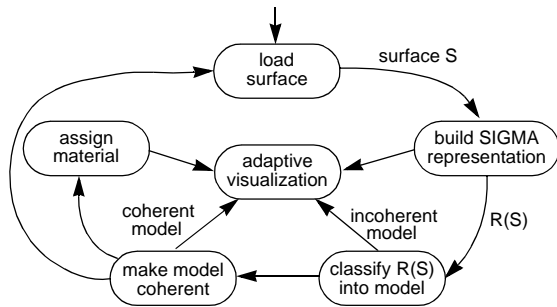 load
surface
surface S
assign
material
adaptive
visualization
build SIGMA
representation
coherent
model
incoherent
model
R(S)
make model
coherent
classify R(S)
into model